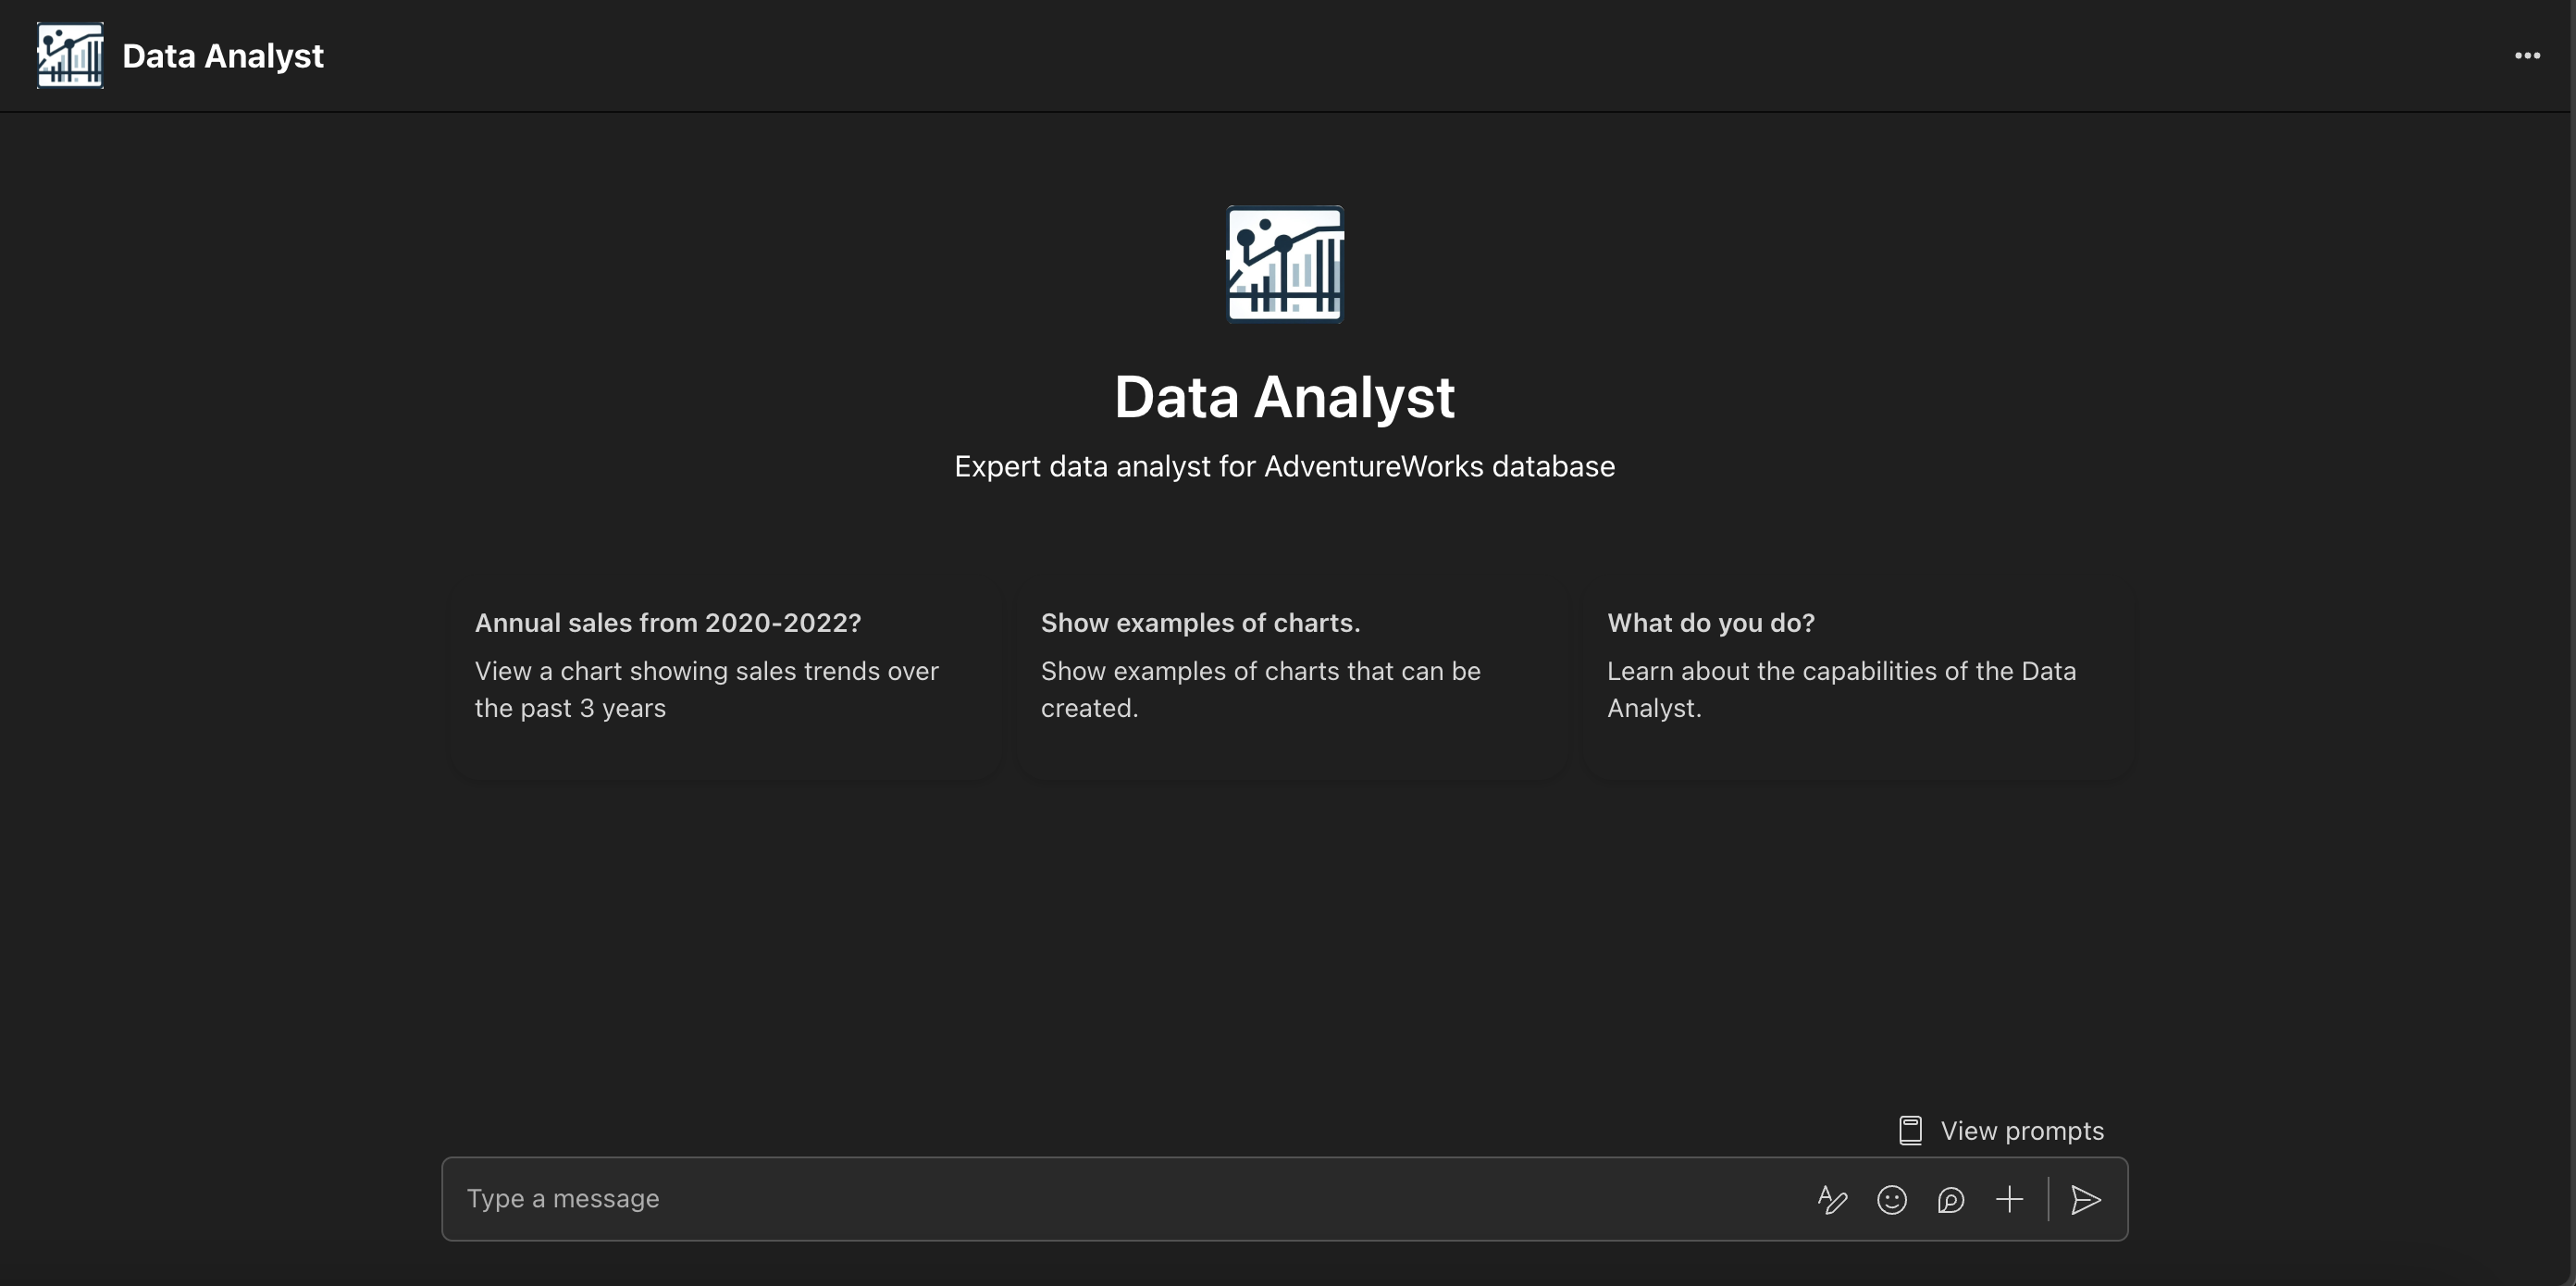 Data Analyst
Data Analyst
Expert data analyst for AdventureWorks database
Annual sales from 2020-2022?
View a chart showing sales trends over
the past 3 years
Show examples of charts.
Show examples of charts that can be
created.
What do you do?
Learn about the capabilities of the Data
Analyst.
View prompts
Type a message